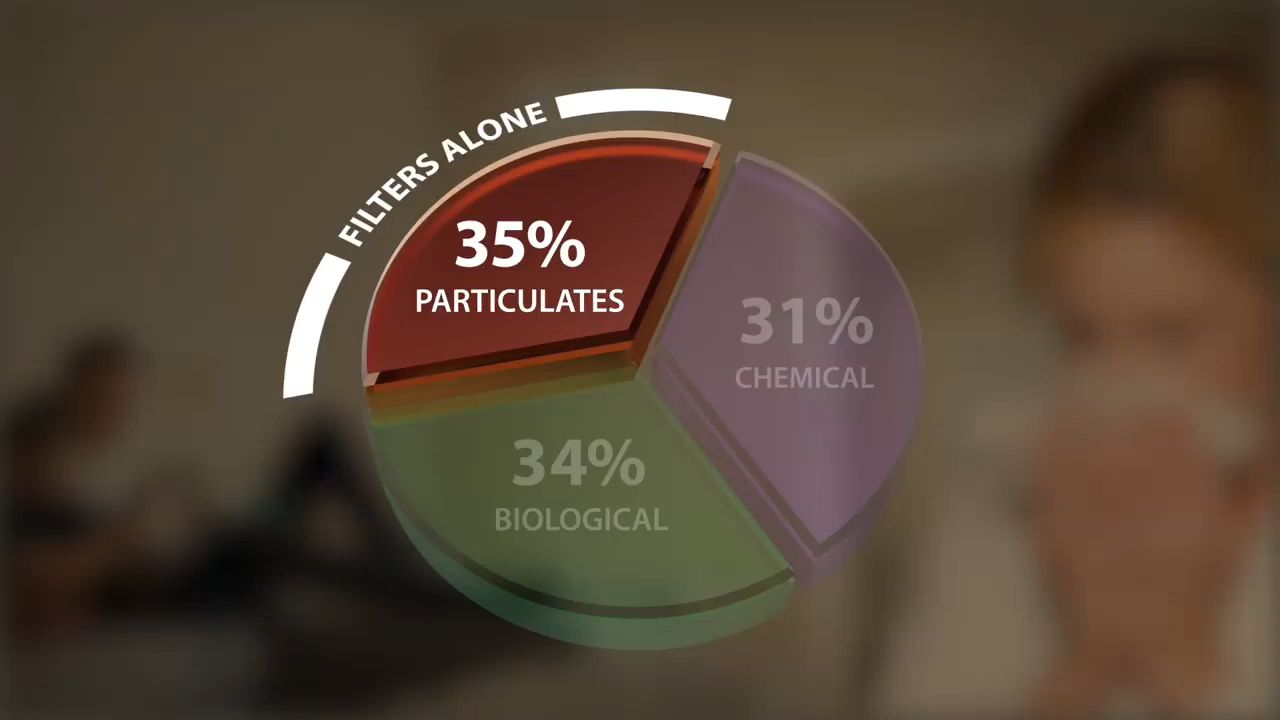 FILTERS ALONE
35%
PARTICULATES
31%
CHEMICAL
34%
BIOLOGICAL